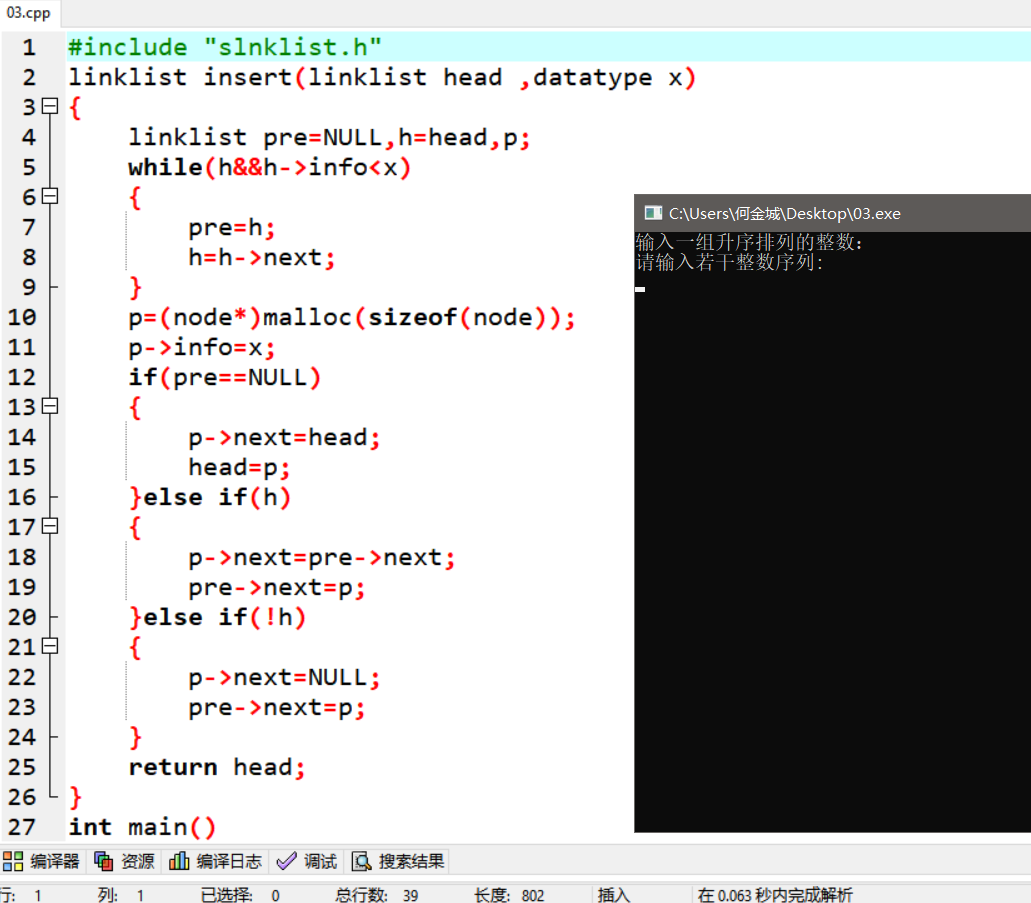 03.cpp
1 #include "slnklist.h"
2 linklist insert(linklist head ,datatype x)
3 {
4 linklist pre=NULL,h=head,p;
5 while(h&&h->info<x)
6 {
7 pre=h;
8 h=h->next;
9 }
10 p=(node*)malloc(sizeof(node));
11 p->info=x;
12 if(pre==NULL)
13 {
14 p->next=head;
15 head=p;
16 }else if(h)
17 {
18 p->next=pre->next;
19 pre->next=p;
20 }else if(!h)
21 {
22 p->next=NULL;
23 pre->next=p;
24 }
25 return head;
26 }
27 int main()
C:\Users\何金城\Desktop\03.exe
输入一组升序排列的整数：
请输入若干整数序列：
编译器 资源 编译日志 调试 搜索结果
行: 1 列: 1 已选择: 0 总行数: 39 长度: 802 插入 在 0.063 秒内完成解析